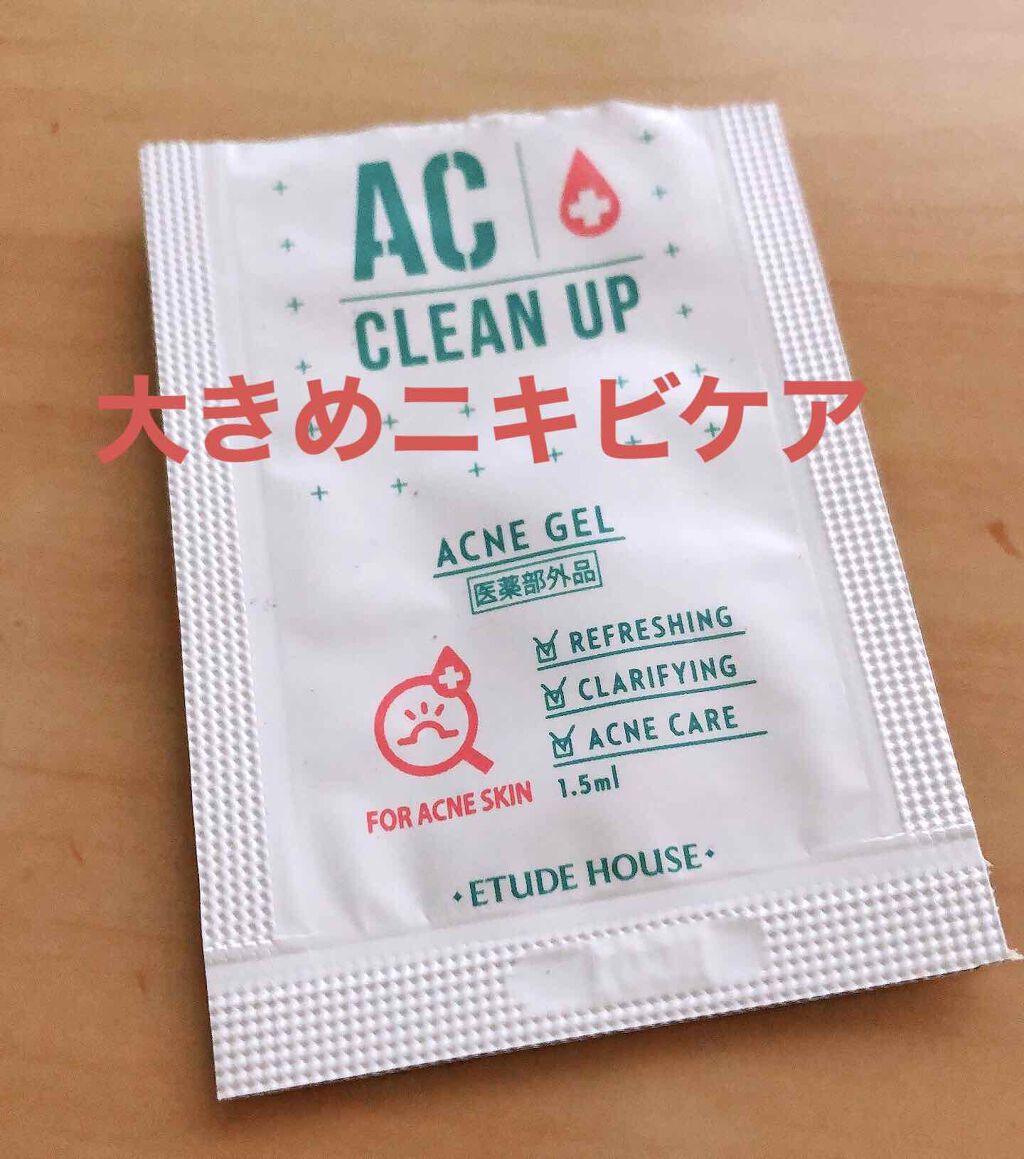 AC
CLEAN UP
大きめニキビケア
ACNE GEL
医薬部外品
REFRESHING
CLARIFYING
ACNE CARE
1.5ml
FOR ACNE SKIN
ETUDE HOUSE